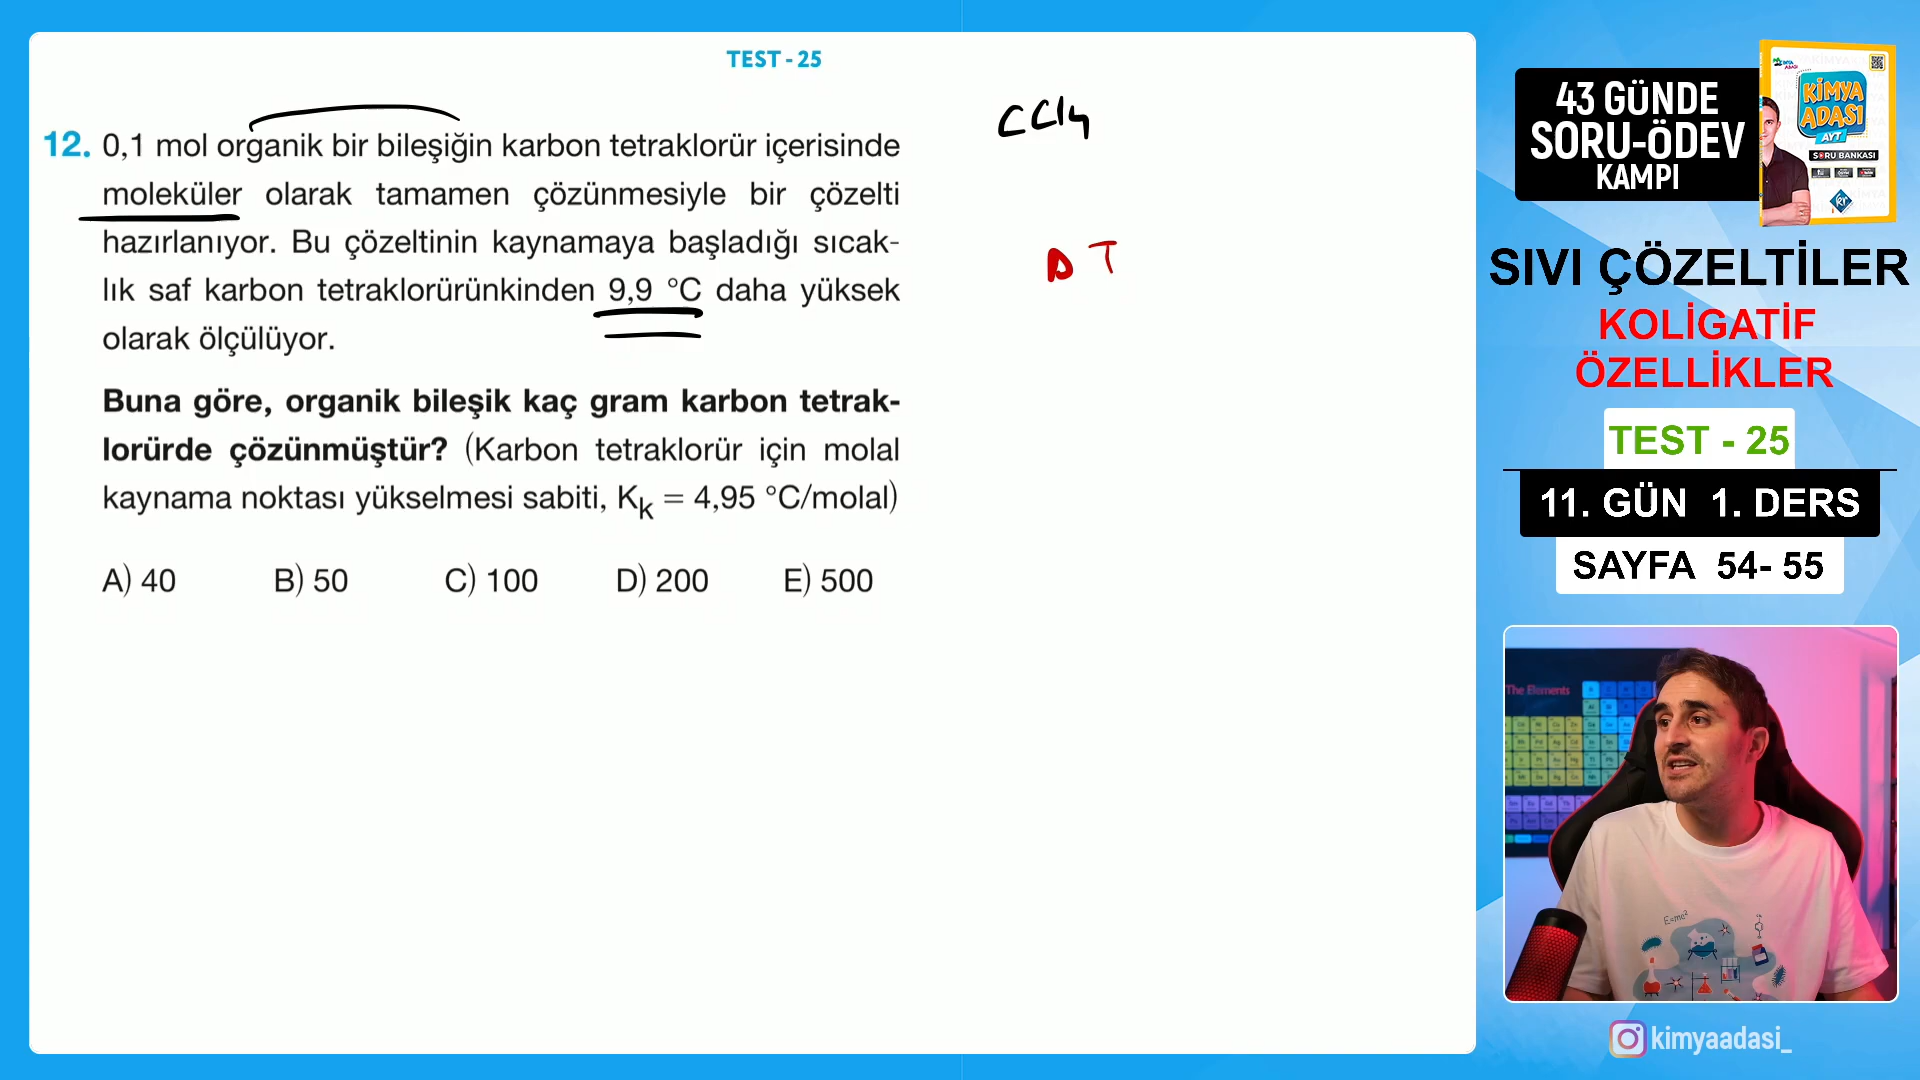 TEST - 25
12. 0,1 mol organik bir bileşiğin karbon tetraklorür içerisinde
moleküler olarak tamamen çözünmesiyle bir çözelti
hazırlanıyor. Bu çözeltinin kaynamaya başladığı sıcak-
lık saf karbon tetraklorürünkinden 9,9 °C daha yüksek
olarak ölçülüyor.
Buna göre, organik bileşik kaç gram karbon tetrak-
lorürde çözünmüştür? (Karbon tetraklorür için molal
kaynama noktası yükselmesi sabiti, Kk = 4,95 °C/molal)
A) 40 B) 50 C) 100 D) 200 E) 500
CCl4
Δ T
43 GÜNDE
SORU-ÖDEV
KAMPI
KİMYA
ADASI
AYT
SORU BANKASI
kr
SIVI ÇÖZELTİLER
KOLİGATİF
ÖZELLİKLER
TEST - 25
11. GÜN 1. DERS
SAYFA 54- 55
The Elements
E=mc²
kimyaadasi_